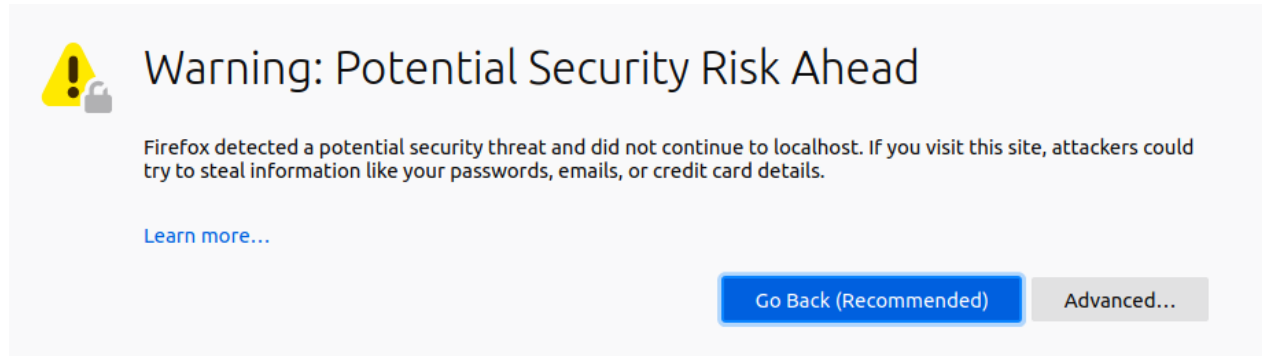 Warning: Potential Security Risk Ahead
Firefox detected a potential security threat and did not continue to localhost. If you visit this site, attackers could
try to steal information like your passwords, emails, or credit card details.
Learn more…
Go Back (Recommended)
Advanced…